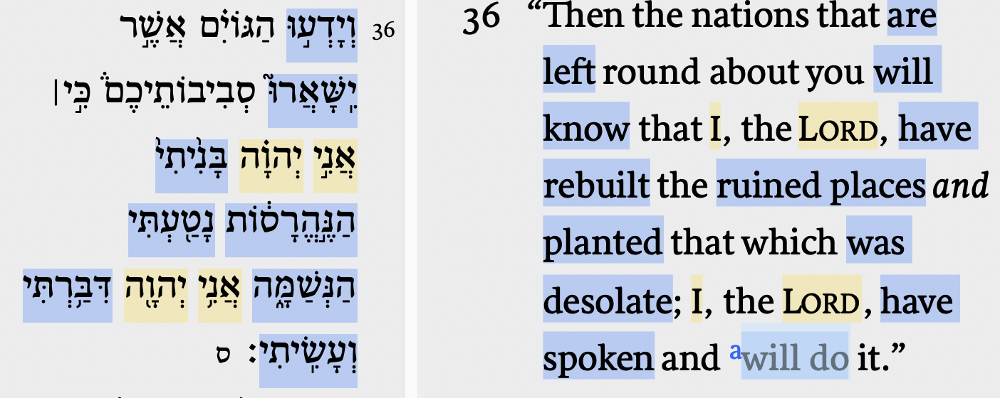 36 וְיָדְע֣וּ הַגּוֹיִ֗ם אֲשֶׁ֣ר
יִֽשָּׁאֲרוּ֮ סְבִיבוֹתֵיכֶם֒ כִּ֣י׀
אֲנִ֣י יְהוָ֗ה בָּנִ֙יתִי֙
הַנֶּ֣הֱרָס֔וֹת נָטַ֖עְתִּי
הַנְּשַׁמָּ֑ה אֲנִ֥י יְהוָ֖ה דִּבַּ֥רְתִּי
וְעָשִֽׂיתִי׃ ס
36 “Then the nations that are
left round about you will
know that I, the LORD, have
rebuilt the ruined places and
planted that which was
desolate; I, the LORD, have
spoken and a will do it.”